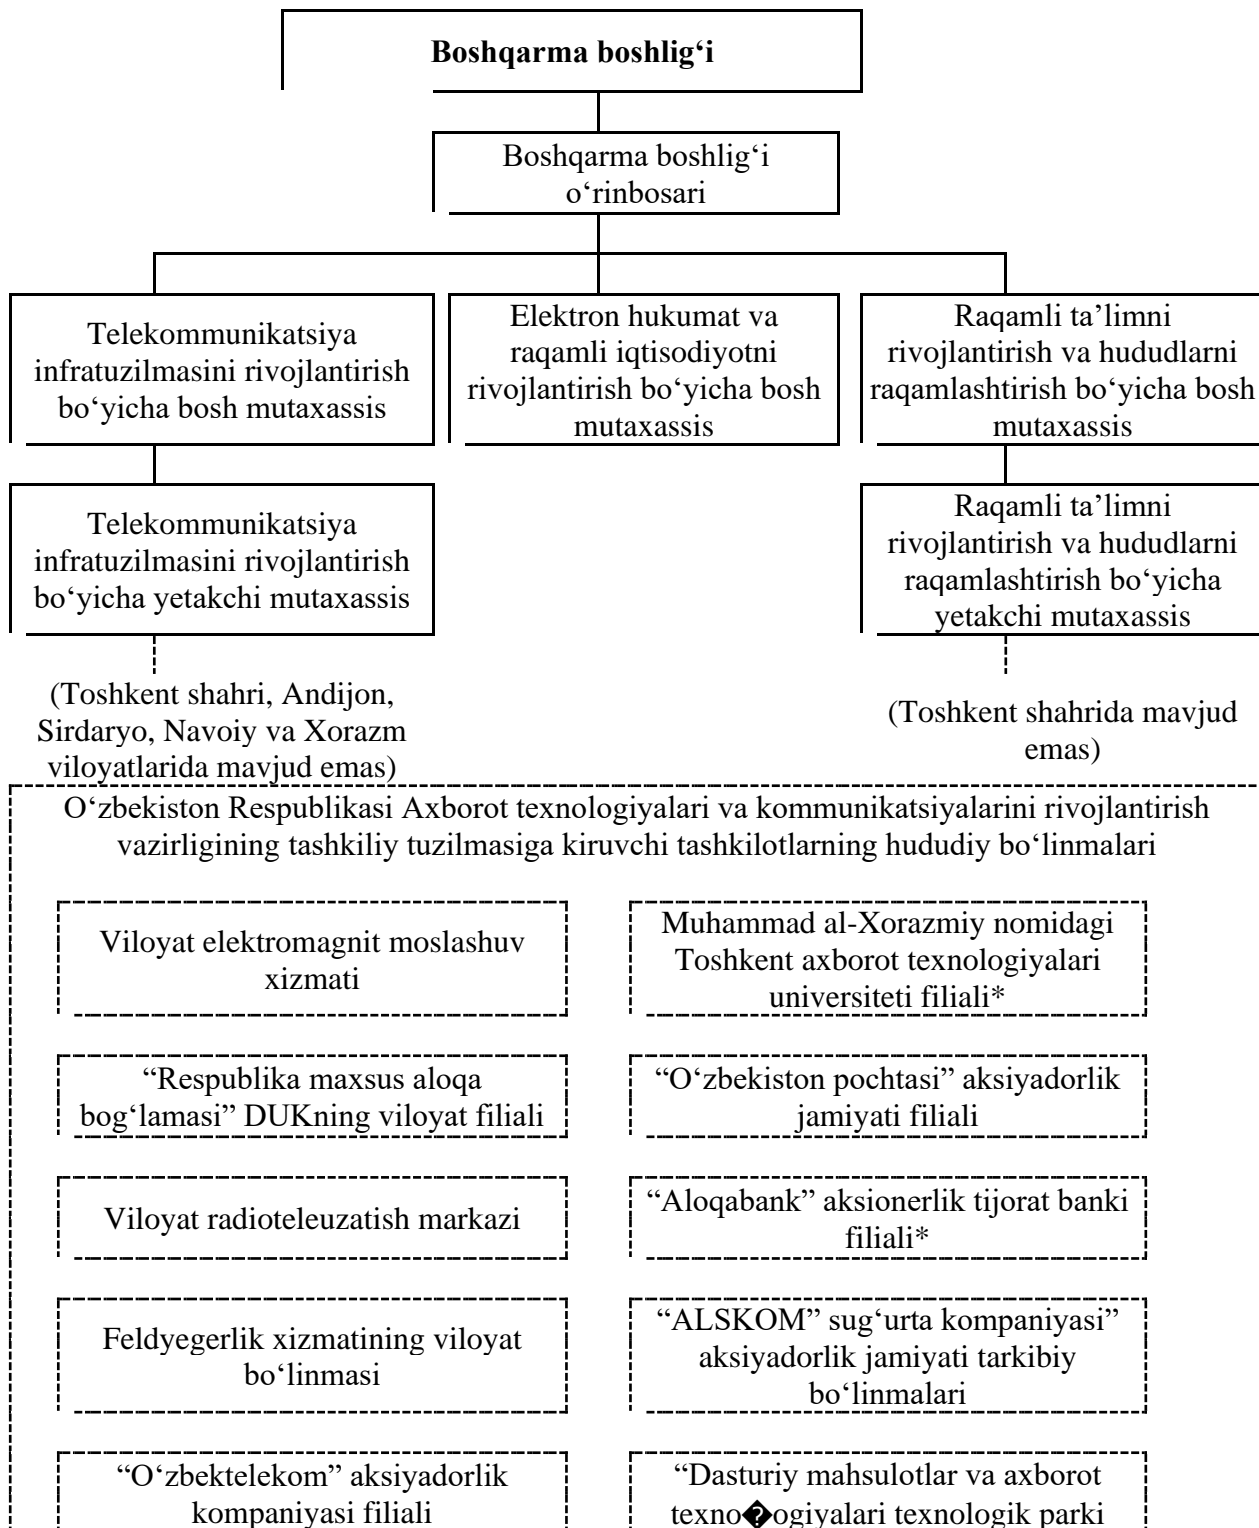 Boshqarma boshlig‘i
Boshqarma boshlig‘i
o‘rinbosari
Telekommunikatsiya
infratuzilmasini rivojlantirish
bo‘yicha bosh mutaxassis
Elektron hukumat va
raqamli iqtisodiyotni
rivojlantirish bo‘yicha bosh
mutaxassis
Raqamli ta’limni
rivojlantirish va hududlarni
raqamlashtirish bo‘yicha bosh
mutaxassis
Telekommunikatsiya
infratuzilmasini rivojlantirish
bo‘yicha yetakchi mutaxassis
Raqamli ta’limni
rivojlantirish va hududlarni
raqamlashtirish bo‘yicha
yetakchi mutaxassis
(Toshkent shahri, Andijon,
Sirdaryo, Navoiy va Xorazm
viloyatlarida mavjud emas)
(Toshkent shahrida mavjud
emas)
O‘zbekiston Respublikasi Axborot texnologiyalari va kommunikatsiyalarini rivojlantirish
vazirligining tashkiliy tuzilmasiga kiruvchi tashkilotlarning hududiy bo‘linmalari
Viloyat elektromagnit moslashuv
xizmati
Muhammad al-Xorazmiy nomidagi
Toshkent axborot texnologiyalari
universiteti filiali*
“Respublika maxsus aloqa
bog‘lamasi” DUKning viloyat filiali
“O‘zbekiston pochtasi” aksiyadorlik
jamiyati filiali
Viloyat radioteleuzatish markazi
“Aloqabank” aksionerlik tijorat banki
filiali*
Feldyegerlik xizmatining viloyat
bo‘linmasi
“ALSKOM” sug‘urta kompaniyasi”
aksiyadorlik jamiyati tarkibiy
bo‘linmalari
“O‘zbektelekom” aksiyadorlik
kompaniyasi filiali
“Dasturiy mahsulotlar va axborot
texno�ogiyalari texnologik parki